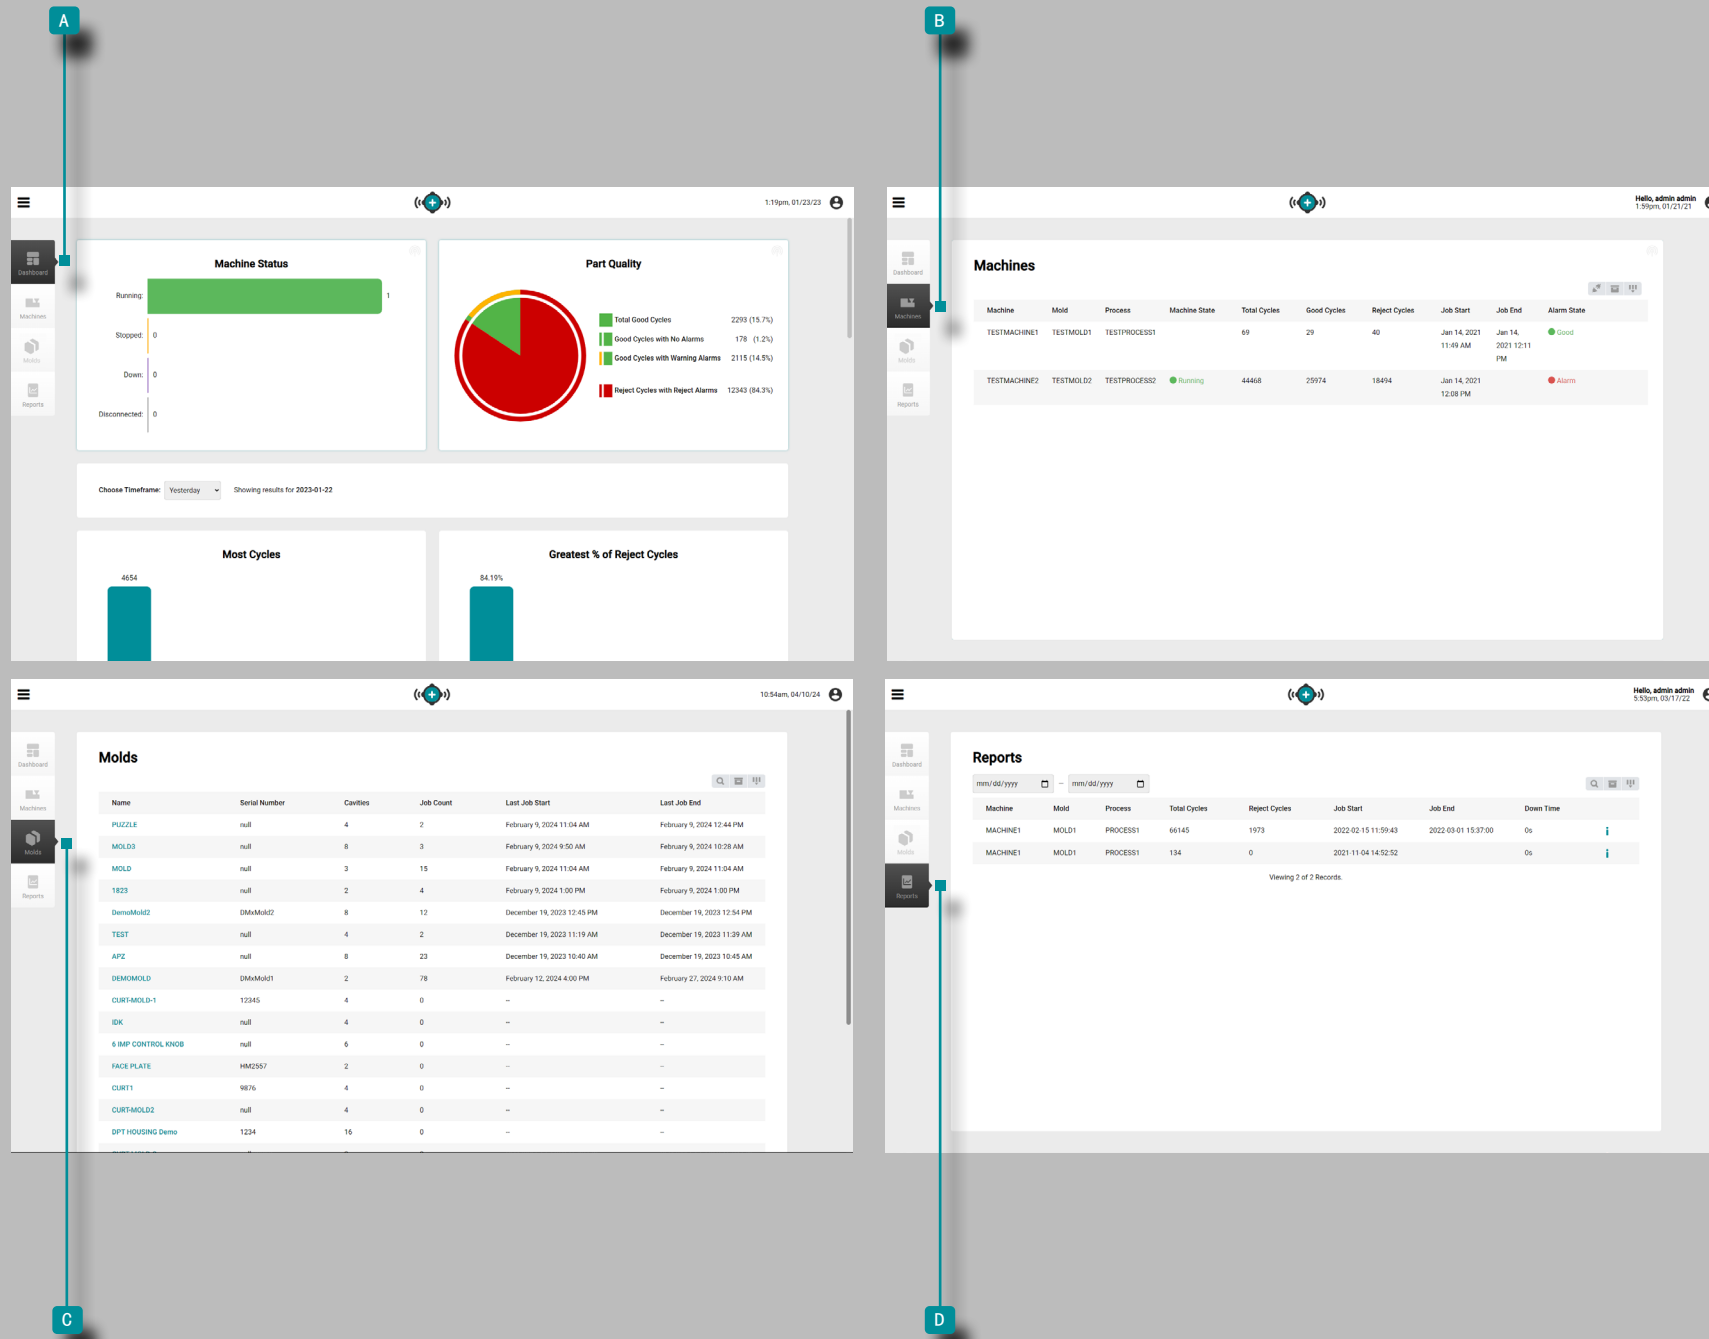 A
B
1:19pm, 01/23/23
Dashboard
Machines
Molds
Reports
Machine Status
Running:
1
Stopped:
0
Down:
0
Disconnected:
0
Part Quality
Total Good Cycles 2293 (15.7%)
Good Cycles with No Alarms 178 (1.2%)
Good Cycles with Warning Alarms 2115 (14.5%)
Reject Cycles with Reject Alarms 12343 (84.3%)
Choose Timeframe: Yesterday Showing results for 2023-01-22
Most Cycles
4654
Greatest % of Reject Cycles
84.19%
Hello, admin admin
1:59pm, 01/21/21
Dashboard
Machines
Molds
Reports
Machines
Machine Mold Process Machine State Total Cycles Good Cycles Reject Cycles Job Start Job End Alarm State
TESTMACHINE1 TESTMOLD1 TESTPROCESS1 69 29 40 Jan 14, 2021 Jan 14, Good
11:49 AM 2021 12:11
PM
TESTMACHINE2 TESTMOLD2 TESTPROCESS2 Running 44468 25974 18494 Jan 14, 2021 Alarm
12:08 PM
10:54am, 04/10/24
Dashboard
Machines
Molds
Reports
Molds
Name Serial Number Cavities Job Count Last Job Start Last Job End
PUZZLE null 4 2 February 9, 2024 11:04 AM February 9, 2024 12:44 PM
MOLD3 null 8 3 February 9, 2024 9:50 AM February 9, 2024 10:28 AM
MOLD null 3 15 February 9, 2024 11:04 AM February 9, 2024 11:04 AM
1823 null 2 4 February 9, 2024 1:00 PM February 9, 2024 1:00 PM
DemoMold2 DMxMold2 8 12 December 19, 2023 12:45 PM December 19, 2023 12:54 PM
TEST null 4 2 December 19, 2023 11:19 AM December 19, 2023 11:39 AM
APZ null 8 23 December 19, 2023 10:40 AM December 19, 2023 10:45 AM
DEMOMOLD DMxMold1 2 78 February 12, 2024 4:00 PM February 27, 2024 9:10 AM
CURT-MOLD-1 12345 4 0 -- --
IDK null 4 0 -- --
6 IMP CONTROL KNOB null 6 0 -- --
FACE PLATE HM2557 2 0 -- --
CURT1 9876 4 0 -- --
CURT-MOLD2 null 4 0 -- --
DPT HOUSING Demo 1234 16 0 -- --
Hello, admin admin
5:53pm, 03/17/22
Dashboard
Machines
Molds
Reports
Reports
mm/dd/yyyy – mm/dd/yyyy
Machine Mold Process Total Cycles Reject Cycles Job Start Job End Down Time
MACHINE1 MOLD1 PROCESS1 66145 1973 2022-02-15 11:59:43 2022-03-01 15:37:00 0s i
MACHINE1 MOLD1 PROCESS1 134 0 2021-11-04 14:52:52 0s i
Viewing 2 of 2 Records.
C
D